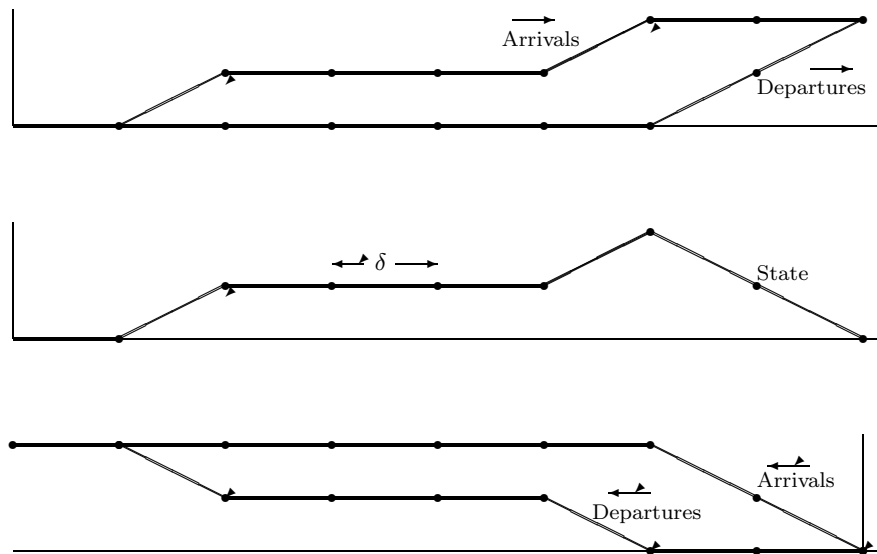 Arrivals
Departures
δ
State
Arrivals
Departures